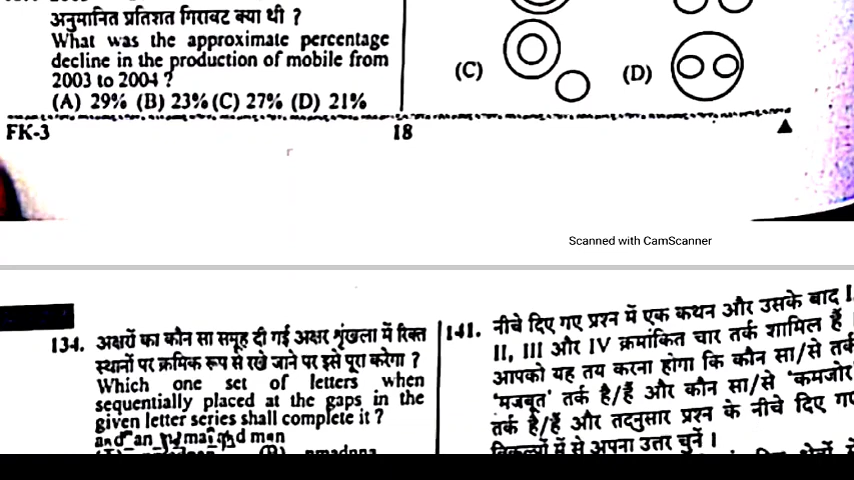 अनुमानित प्रतिशत गिरावट क्या थी ?
What was the approximate percentage
decline in the production of mobile from
2003 to 2004 ?
(A) 29% (B) 23% (C) 27% (D) 21%
(C)
(D)
FK-3
18
Scanned with CamScanner
134. अक्षरों का कौन सा समूह दी गई अक्षर शृंखला में रिक्त
स्थानों पर क्रमिक रूप से रखे जाने पर इसे पूरा करेगा ?
Which one set of letters when
sequentially placed at the gaps in the
given letter series shall complete it ?
141. नीचे दिए गए प्रश्न में एक कथन और उसके बाद I,
II, III और IV क्रमांकित चार तर्क शामिल हैं
आपको यह तय करना होगा कि कौन सा/से तर्क
'मजबूत' तर्क है/हैं और कौन सा/से 'कमजोर'
तर्क है/हैं और तद्नुसार प्रश्न के नीचे दिए गए
विकल्पों में से अपना उतर चुनें ।